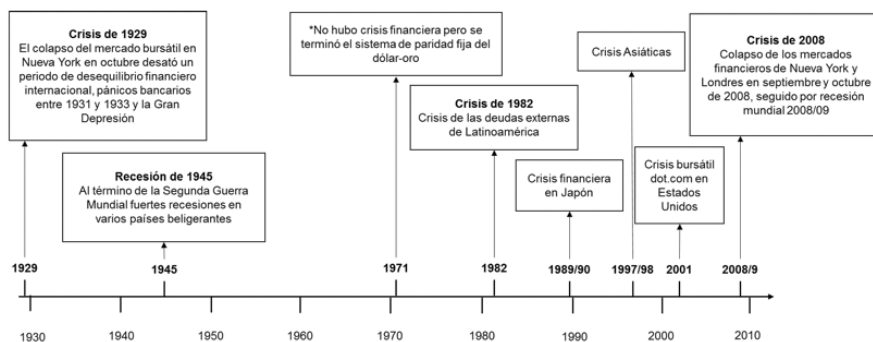 Crisis de 1929
El colapso del mercado bursátil en
Nueva York en octubre desató un
periodo de desequilibrio financiero
internacional, pánicos bancarios
entre 1931 y 1933 y la Gran
Depresión
Recesión de 1945
Al término de la Segunda Guerra
Mundial fuertes recesiones en
varios países beligerantes
*No hubo crisis financiera pero se
terminó el sistema de paridad fija del
dólar-oro
Crisis de 1982
Crisis de las deudas externas
de Latinoamérica
Crisis financiera
en Japón
Crisis Asiáticas
Crisis bursátil
dot.com en
Estados
Unidos
Crisis de 2008
Colapso de los mercados
financieros de Nueva York y
Londres en septiembre y octubre
de 2008, seguido por recesión
mundial 2008/09
1929 1945 1971 1982 1989/90 1997/98 2001 2008/9
1930 1940 1950 1960 1970 1980 1990 2000 2010